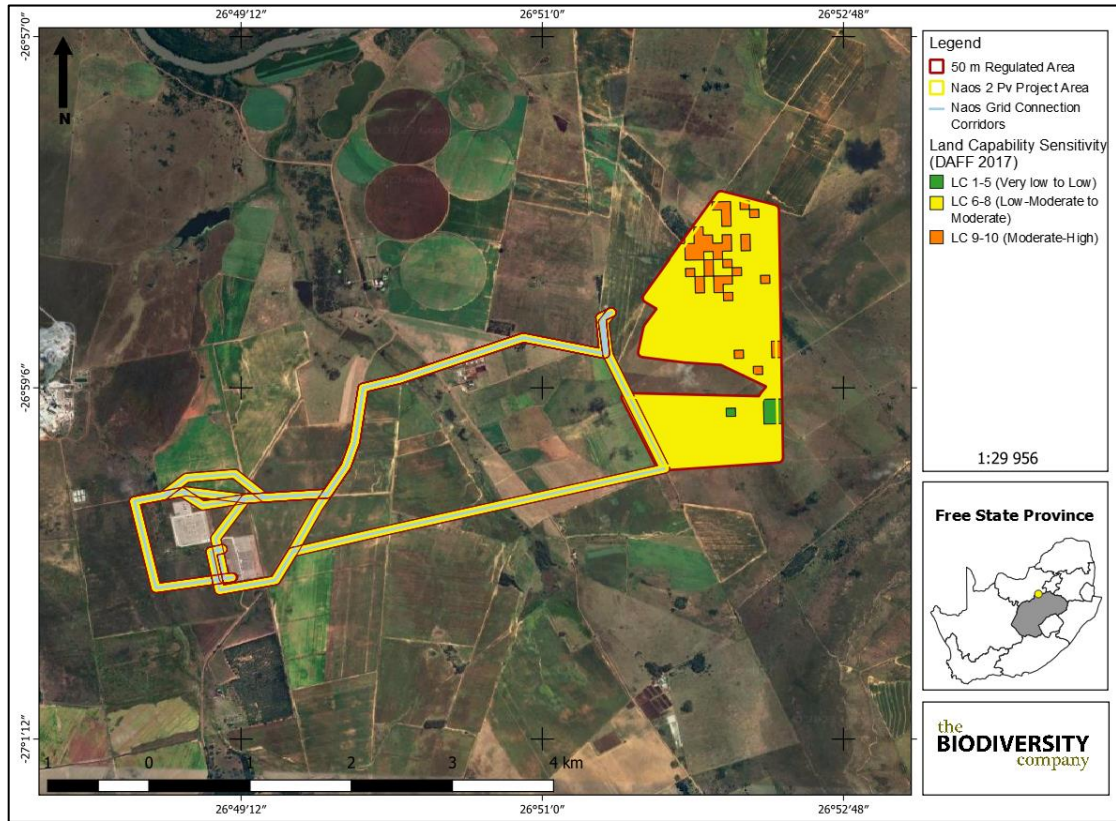 26°49'12" 26°51'0" 26°52'48"
-26°57'0"
-26°59'6"
-27°1'12"
N
1 0 1 2 3 4 km
26°49'12" 26°51'0" 26°52'48"
Legend
50 m Regulated Area
Naos 2 Pv Project Area
Naos Grid Connection
Corridors
Land Capability Sensitivity
(DAFF 2017)
LC 1-5 (Very low to Low)
LC 6-8 (Low-Moderate to
Moderate)
LC 9-10 (Moderate-High)
1:29 956
Free State Province
the
BIODIVERSITY
company